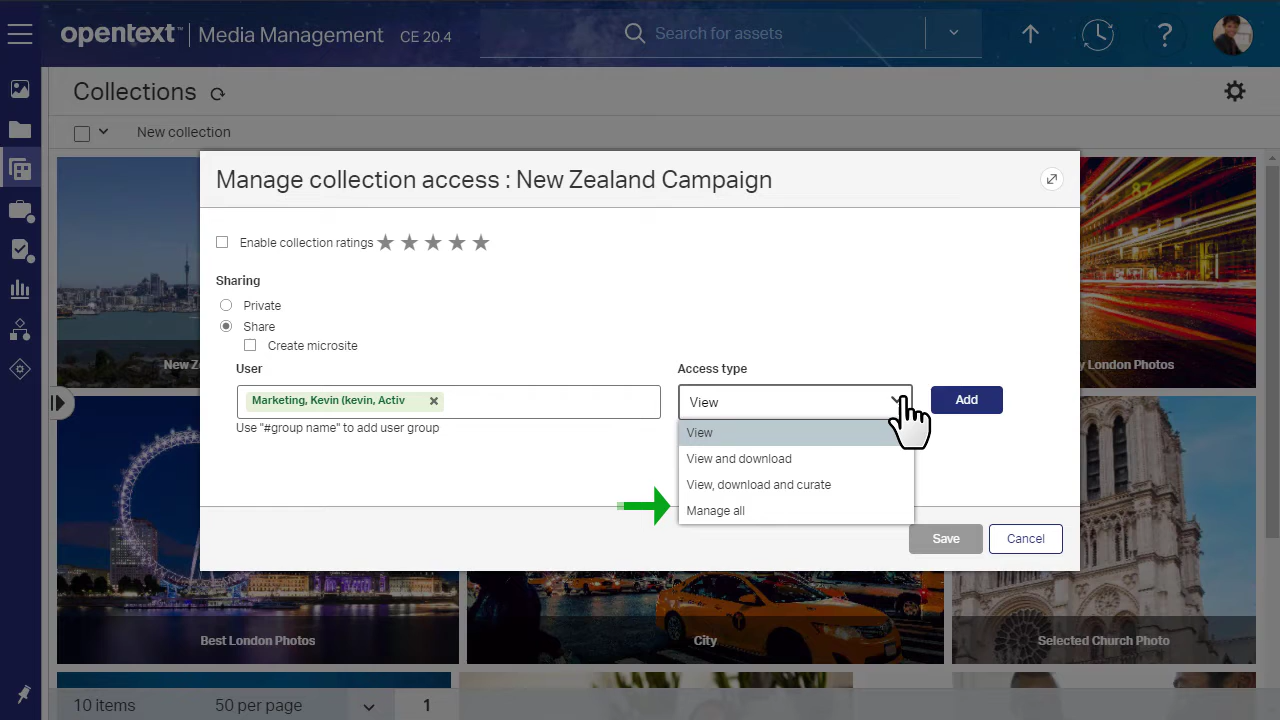 opentext™ | Media Management CE 20.4
Search for assets
?
Collections
New collection
Manage collection access : New Zealand Campaign
Enable collection ratings
Sharing
Private
Share
Create microsite
User
Access type
Marketing, Kevin (kevin, Activ
View
Add
Use "#group name" to add user group
View
View and download
View, download and curate
Manage all
Save
Cancel
New Z
y London Photos
Best London Photos
City
Selected Church Photo
10 items
50 per page
1